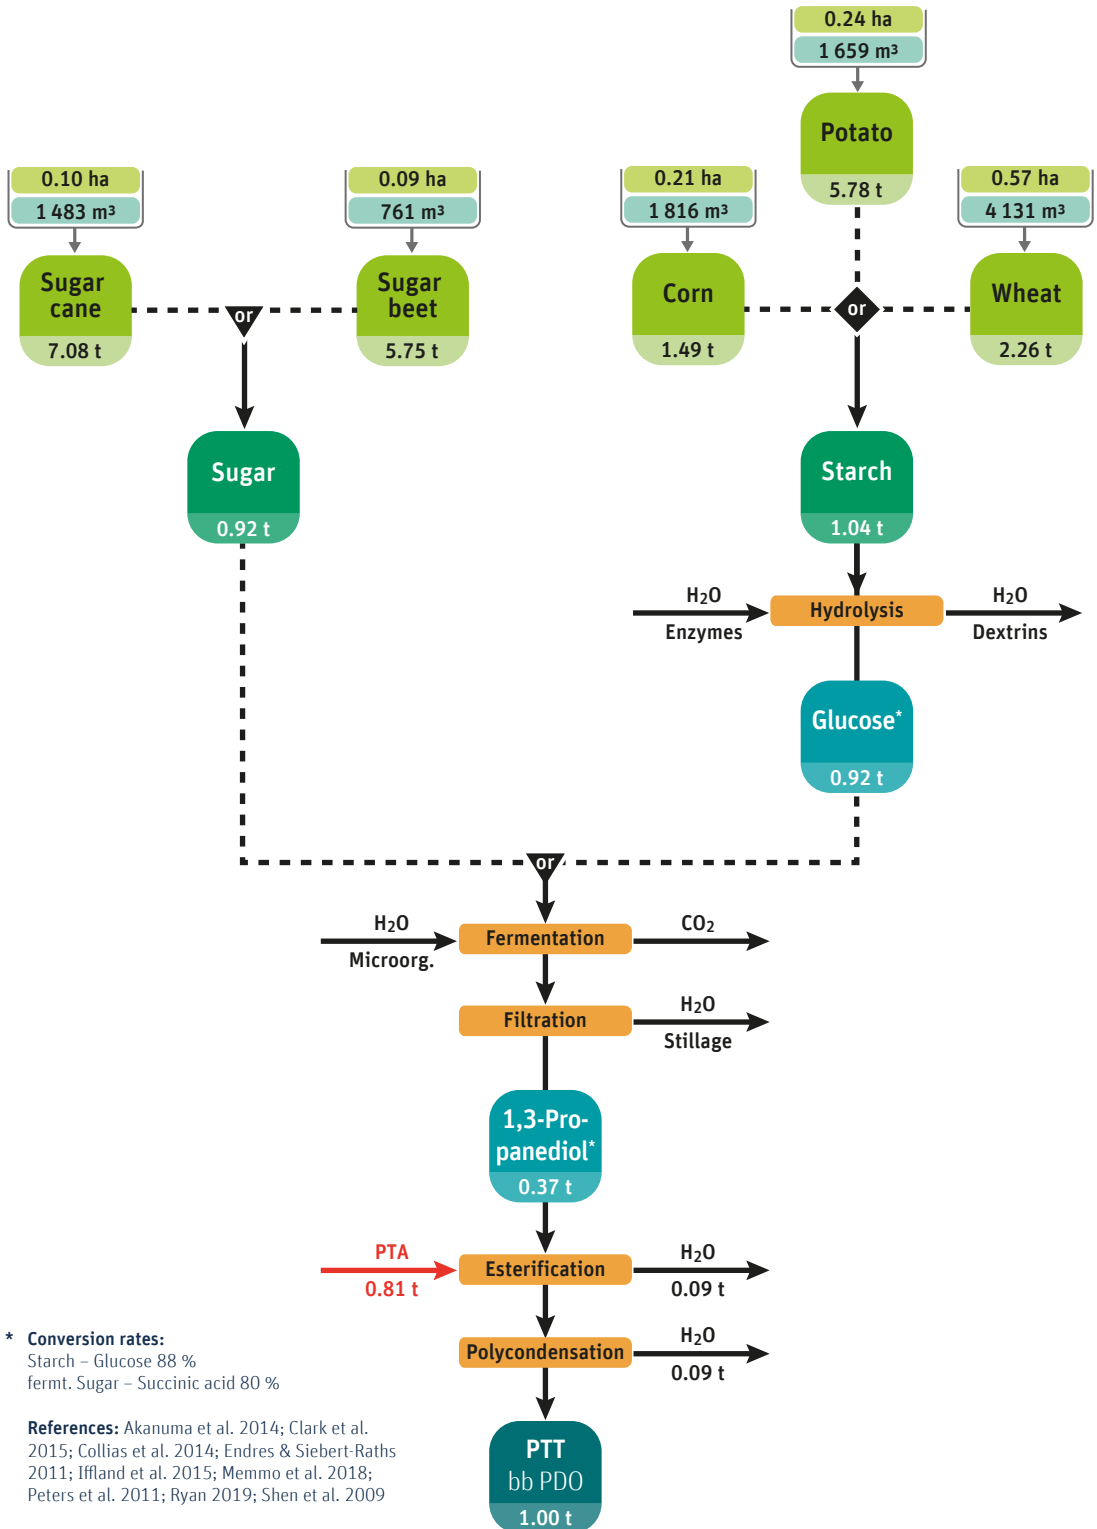 0.24 ha
1 659 m³
Potato
5.78 t
0.10 ha
1 483 m³
Sugar
cane
7.08 t
0.09 ha
761 m³
Sugar
beet
5.75 t
0.21 ha
1 816 m³
Corn
1.49 t
0.57 ha
4 131 m³
Wheat
2.26 t
or
or
Sugar
0.92 t
Starch
1.04 t
H₂O
Enzymes
Hydrolysis
H₂O
Dextrins
Glucose*
0.92 t
or
H₂O
Microorg.
Fermentation
CO₂
Filtration
H₂O
Stillage
1,3-Pro-
panediol*
0.37 t
PTA
0.81 t
Esterification
H₂O
0.09 t
Polycondensation
H₂O
0.09 t
PTT
bb PDO
1.00 t
* Conversion rates:
Starch – Glucose 88 %
fermt. Sugar – Succinic acid 80 %
References: Akanuma et al. 2014; Clark et al.
2015; Collias et al. 2014; Endres & Siebert-Raths
2011; Iffland et al. 2015; Memmo et al. 2018;
Peters et al. 2011; Ryan 2019; Shen et al. 2009